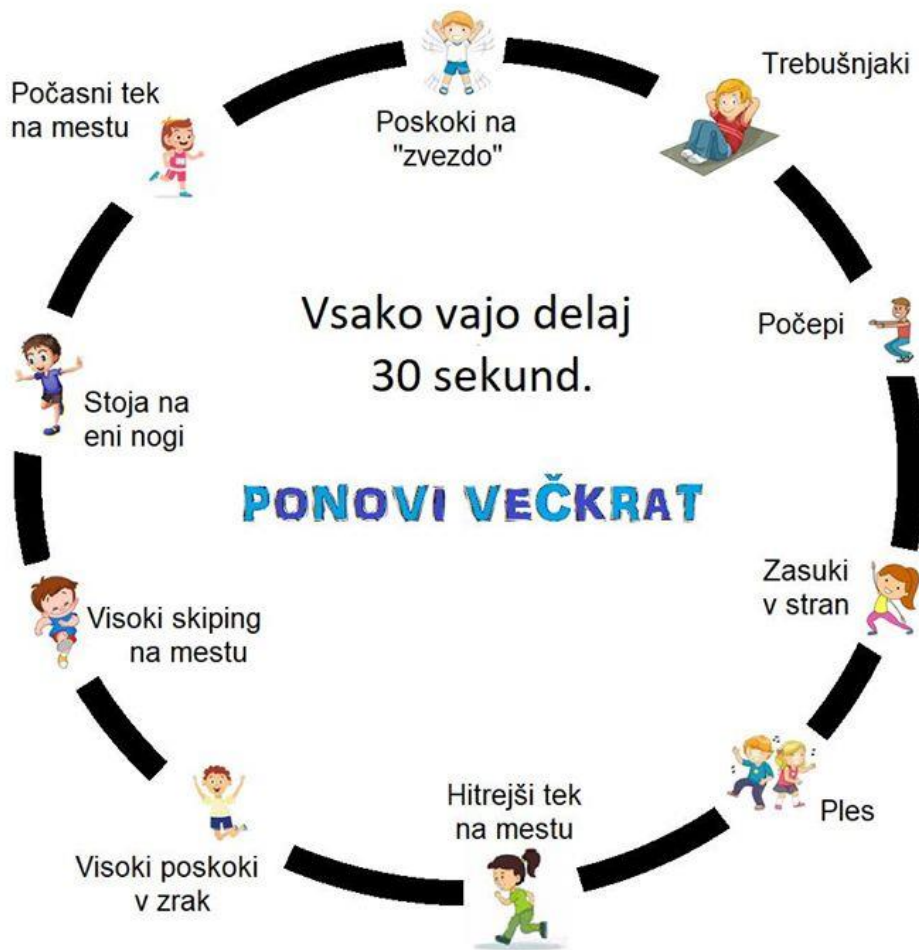 Poskoki na
"zvezdo"
Trebušnjaki
Počepi
Zasuki
v stran
Ples
Hitrejši tek
na mestu
Visoki poskoki
v zrak
Visoki skiping
na mestu
Stoja na
eni nogi
Počasni tek
na mestu
Vsako vajo delaj
30 sekund.
PONOVI VEČKRAT